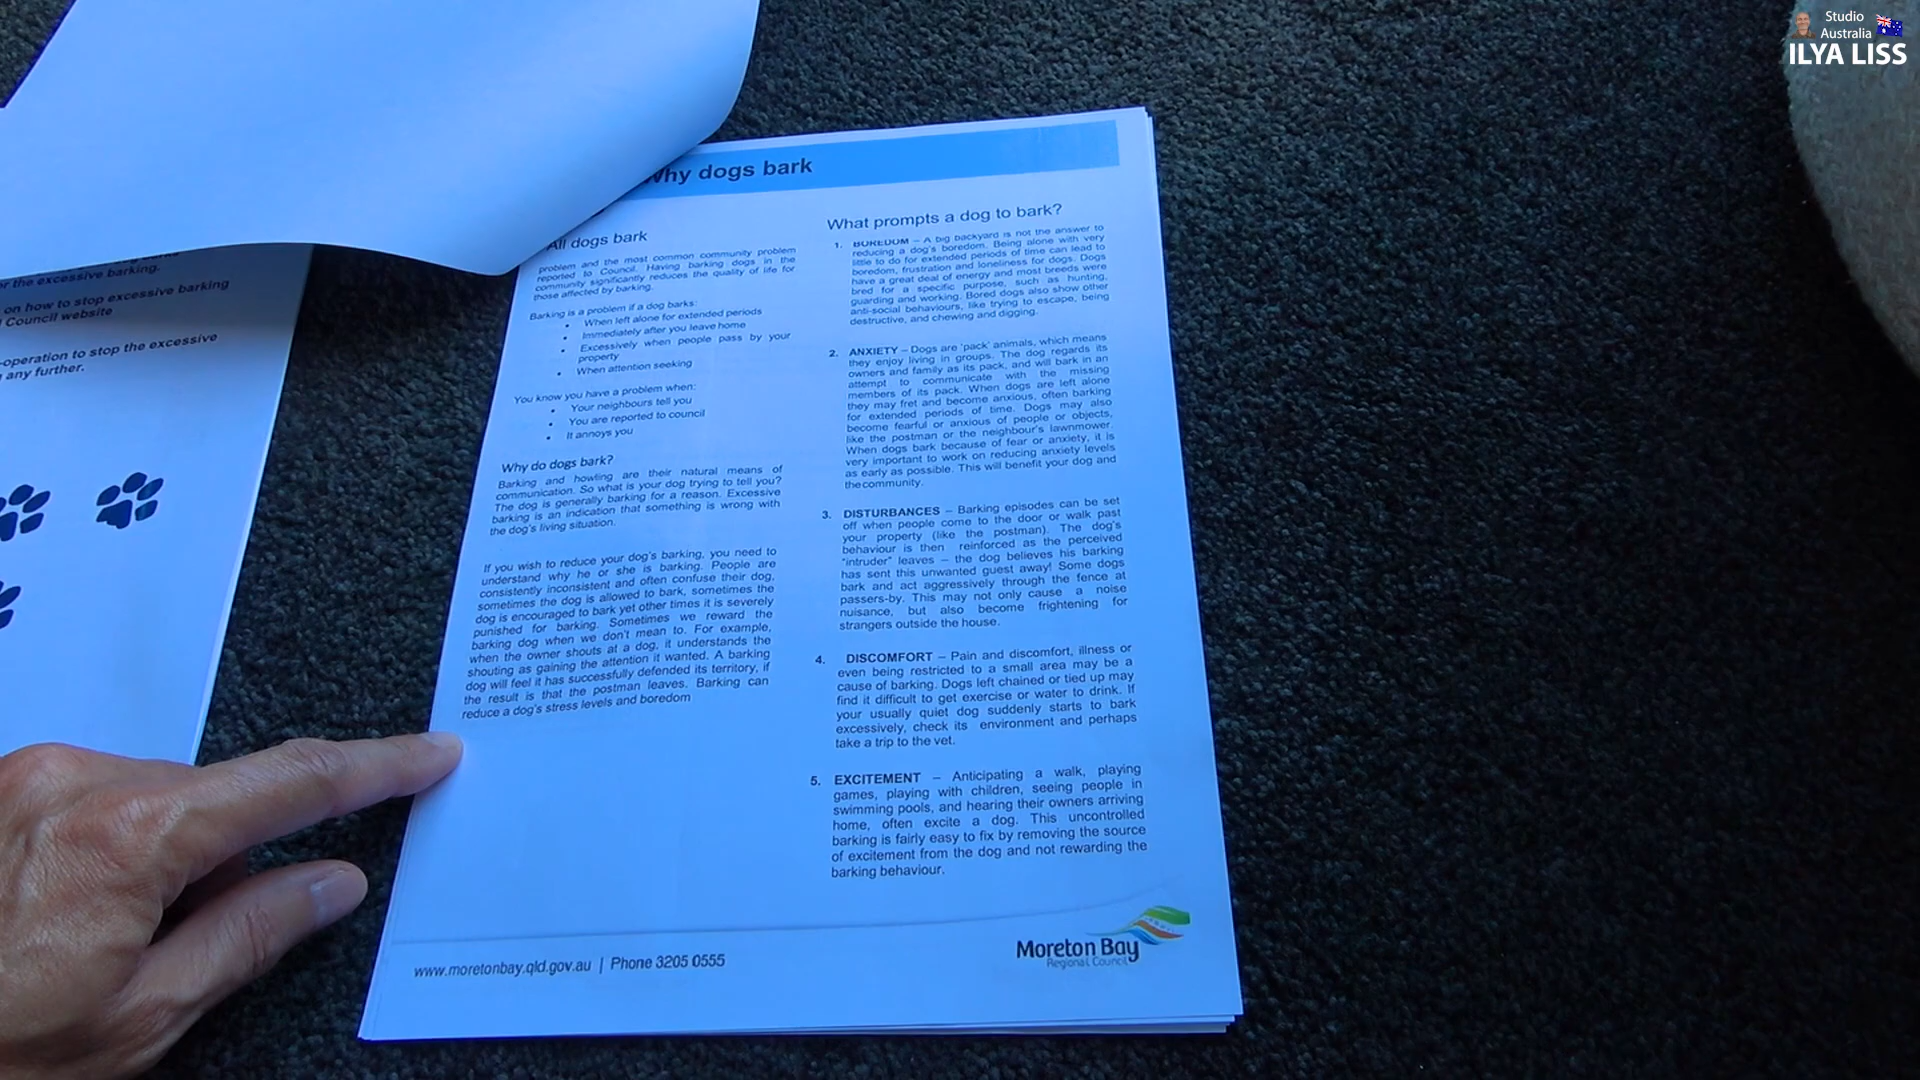 Studio
Australia
ILYA LISS
or the excessive barking.
on how to stop excessive barking
Council website
-operation to stop the excessive
any further.
Why dogs bark
All dogs bark
problem and the most common community problem
reported to Council. Having barking dogs in the
community significantly reduces the quality of life for
those affected by barking.
Barking is a problem if a dog barks:
• When left alone for extended periods
• Immediately after you leave home
• Excessively when people pass by your
property
• When attention seeking
You know you have a problem when:
• Your neighbours tell you
• You are reported to council
• It annoys you
Why do dogs bark?
Barking and howling are their natural means of
communication. So what is your dog trying to tell you?
The dog is generally barking for a reason. Excessive
barking is an indication that something is wrong with
the dog's living situation.
If you wish to reduce your dog's barking, you need to
understand why he or she is barking. People are
consistently inconsistent and often confuse their dog,
sometimes the dog is allowed to bark, sometimes the
dog is encouraged to bark yet other times it is severely
punished for barking. Sometimes we reward the
barking dog when we don't mean to. For example,
when the owner shouts at a dog, it understands the
shouting as gaining the attention it wanted. A barking
dog will feel it has successfully defended its territory, if
the result is that the postman leaves. Barking can
reduce a dog's stress levels and boredom
What prompts a dog to bark?
1. BOREDOM – A big backyard is not the answer to
reducing a dog's boredom. Being alone with very
little to do for extended periods of time can lead to
boredom, frustration and loneliness for dogs. Dogs
have a great deal of energy and most breeds were
bred for a specific purpose, such as hunting,
guarding and working. Bored dogs also show other
anti-social behaviours, like trying to escape, being
destructive, and chewing and digging.
2. ANXIETY – Dogs are 'pack' animals, which means
they enjoy living in groups. The dog regards its
owners and family as its pack, and will bark in an
attempt to communicate with the missing
members of its pack. When dogs are left alone
they may fret and become anxious, often barking
for extended periods of time. Dogs may also
become fearful or anxious of people or objects,
like the postman or the neighbour's lawnmower.
When dogs bark because of fear or anxiety, it is
very important to work on reducing anxiety levels
as early as possible. This will benefit your dog and
the community.
3. DISTURBANCES – Barking episodes can be set
off when people come to the door or walk past
your property (like the postman). The dog's
behaviour is then reinforced as the perceived
"intruder" leaves – the dog believes his barking
has sent this unwanted guest away! Some dogs
bark and act aggressively through the fence at
passers-by. This may not only cause a noise
nuisance, but also become frightening for
strangers outside the house.
4. DISCOMFORT – Pain and discomfort, illness or
even being restricted to a small area may be a
cause of barking. Dogs left chained or tied up may
find it difficult to get exercise or water to drink. If
your usually quiet dog suddenly starts to bark
excessively, check its environment and perhaps
take a trip to the vet.
5. EXCITEMENT – Anticipating a walk, playing
games, playing with children, seeing people in
swimming pools, and hearing their owners arriving
home, often excite a dog. This uncontrolled
barking is fairly easy to fix by removing the source
of excitement from the dog and not rewarding the
barking behaviour.
www.moretonbay.qld.gov.au | Phone 3205 0555
Moreton Bay
Regional Council